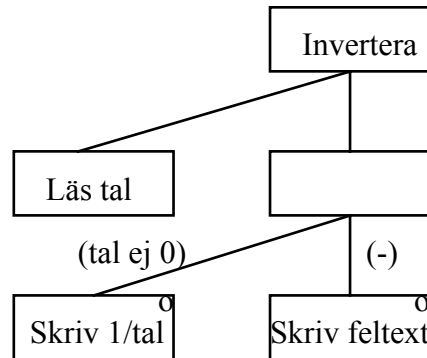 Invertera
Läs tal
(tal ej 0)
(-)
o
o
Skriv 1/tal
Skriv feltext